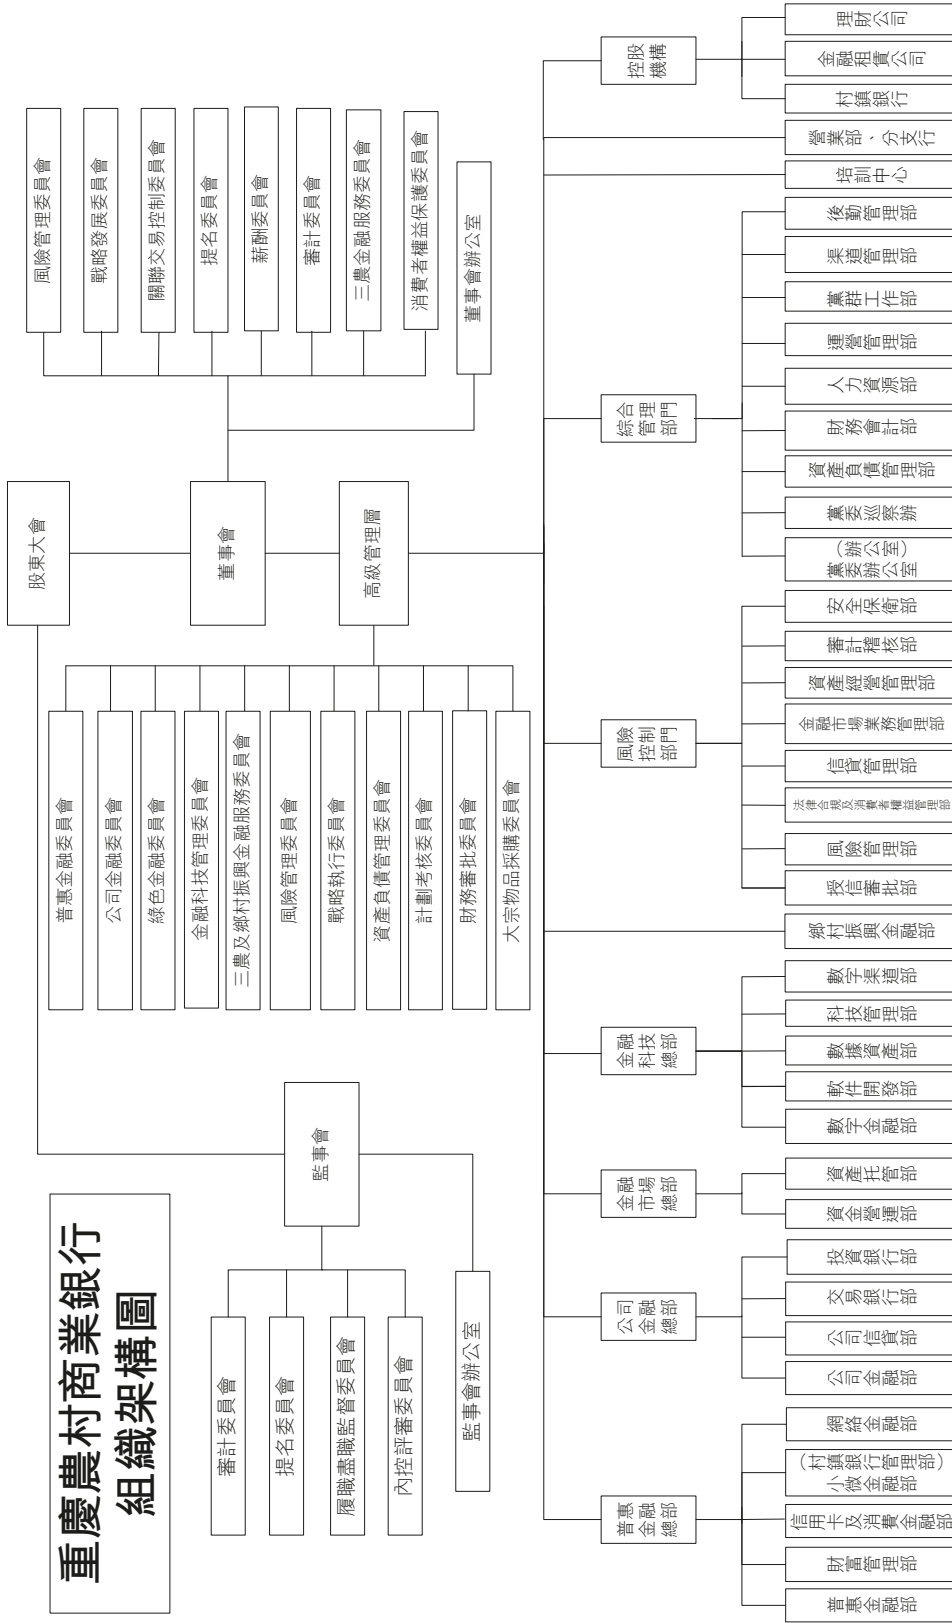 重慶農村商業銀行
組織架構圖
股東大會
監事會
董事會
高級管理層
審計委員會
提名委員會
履職盡職監督委員會
內控評審委員會
監事會辦公室
風險管理委員會
戰略發展委員會
關聯交易控制委員會
提名委員會
薪酬委員會
審計委員會
三農金融服務委員會
消費者權益保護委員會
董事會辦公室
普惠金融委員會
公司金融委員會
綠色金融委員會
金融科技管理委員會
三農及鄉村振興金融服務委員會
風險管理委員會
戰略執行委員會
資產負債管理委員會
計劃考核委員會
財務審批委員會
大宗物品採購委員會
普惠
金融
總部
普惠金融部
財富管理部
信用卡及消費金融部
小微金融部
（村鎮銀行管理部）
網絡金融部
公司
金融
總部
公司金融部
公司信貸部
交易銀行部
投資銀行部
金融
市場
總部
資金營運部
資產托管部
金融
科技
總部
數字金融部
軟件開發部
數據資產部
科技管理部
數字渠道部
鄉村振興金融部
風險
控制
部門
授信審批部
風險管理部
法律合規及消費者權益管理部
信貸管理部
金融市場業務管理部
資產經營管理部
審計稽核部
安全保衛部
綜合
管理
部門
黨委辦公室
（辦公室）
黨委巡察辦
資產負債管理部
財務會計部
人力資源部
運營管理部
黨群工作部
渠道管理部
後勤管理部
培訓中心
營業部、分支行
控股
機構
村鎮銀行
金融租賃公司
理財公司